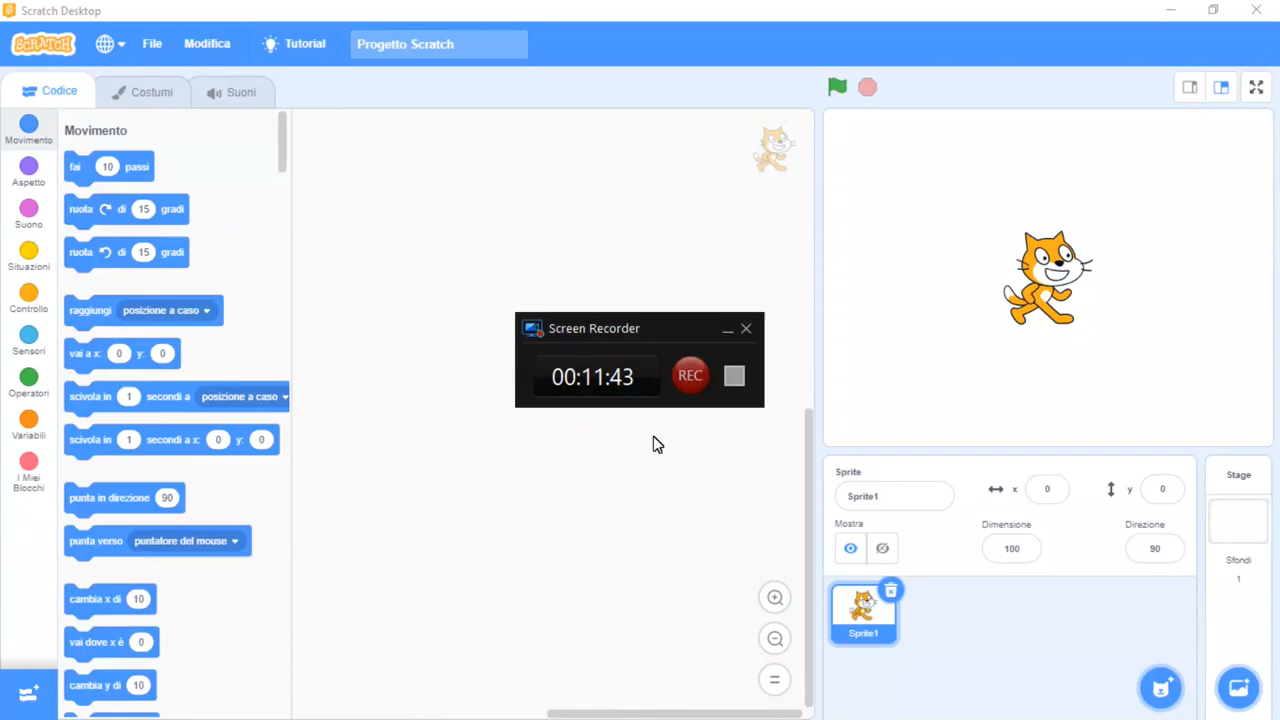 Scratch Desktop
SCRATCH
File
Modifica
Tutorial
Progetto Scratch
Codice
Costumi
Suoni
Movimento
Aspetto
Suono
Situazioni
Controllo
Sensori
Operatori
Variabili
I Miei
Blocchi
Movimento
fai 10 passi
ruota di 15 gradi
ruota di 15 gradi
raggiungi posizione a caso
vai a x: 0 y: 0
scivola in 1 secondi a posizione a caso
scivola in 1 secondi a x: 0 y: 0
punta in direzione 90
punta verso puntatore del mouse
cambia x di 10
vai dove x è 0
cambia y di 10
Screen Recorder
00:11:43
REC
Sprite
Sprite1
x 0
y 0
Mostra
Dimensione
100
Direzione
90
Sprite1
Stage
Sfondi
1